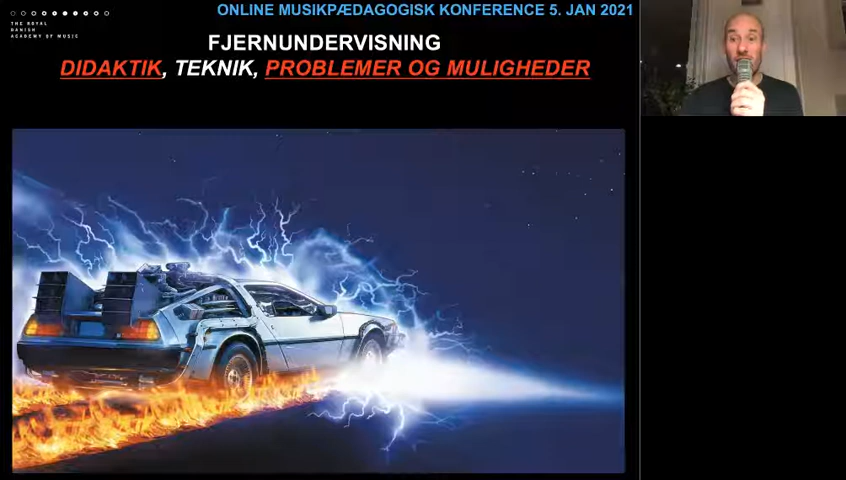 ONLINE MUSIKPÆDAGOGISK KONFERENCE 5. JAN 2021
THE ROYAL
DANISH
ACADEMY OF MUSIC
FJERNUNDERVISNING
DIDAKTIK, TEKNIK, PROBLEMER OG MULIGHEDER